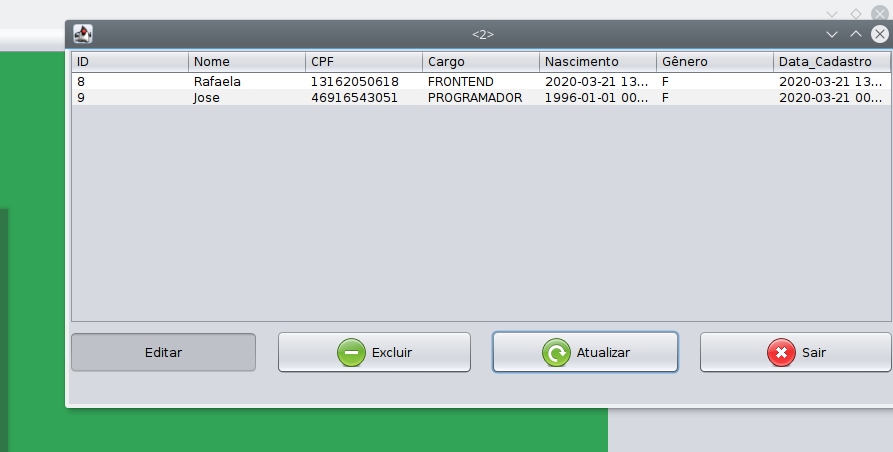 <2>
ID Nome CPF Cargo Nascimento Gênero Data_Cadastro
8 Rafaela 13162050618 FRONTEND 2020-03-21 13... F 2020-03-21 13...
9 Jose 46916543051 PROGRAMADOR 1996-01-01 00... F 2020-03-21 00...
Editar Excluir Atualizar Sair